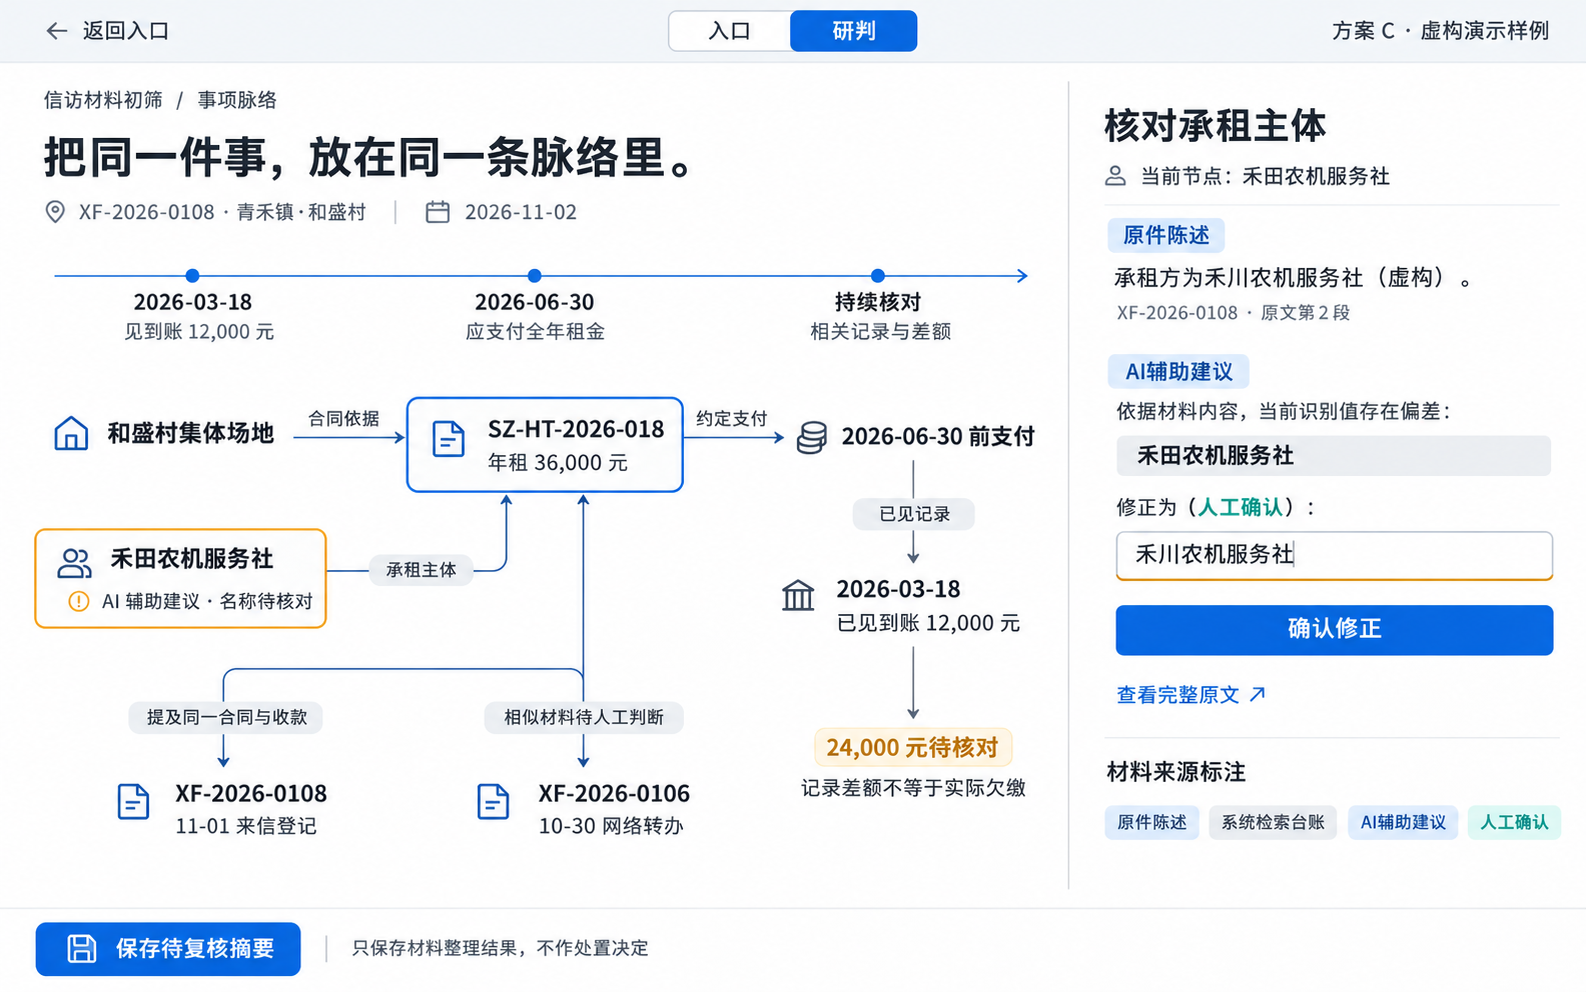 返回入口
入口
研判
方案 C · 虚构演示样例
信访材料初筛 / 事项脉络
把同一件事，放在同一条脉络里。
XF-2026-0108 · 青禾镇·和盛村 | 2026-11-02
2026-03-18
见到账 12,000 元
2026-06-30
应支付全年租金
持续核对
相关记录与差额
和盛村集体场地
合同依据
SZ-HT-2026-018
年租 36,000 元
约定支付
2026-06-30 前支付
已见记录
禾田农机服务社
AI 辅助建议 · 名称待核对
承租主体
2026-03-18
已见到账 12,000 元
提及同一合同与收款
相似材料待人工判断
24,000 元待核对
记录差额不等于实际欠缴
XF-2026-0108
11-01 来信登记
XF-2026-0106
10-30 网络转办
核对承租主体
当前节点：禾田农机服务社
原件陈述
承租方为禾川农机服务社（虚构）。
XF-2026-0108 · 原文第 2 段
AI辅助建议
依据材料内容，当前识别值存在偏差：
禾田农机服务社
修正为（人工确认）：
禾川农机服务社
确认修正
查看完整原文
材料来源标注
原件陈述
系统检索台账
AI辅助建议
人工确认
保存待复核摘要
只保存材料整理结果，不作处置决定